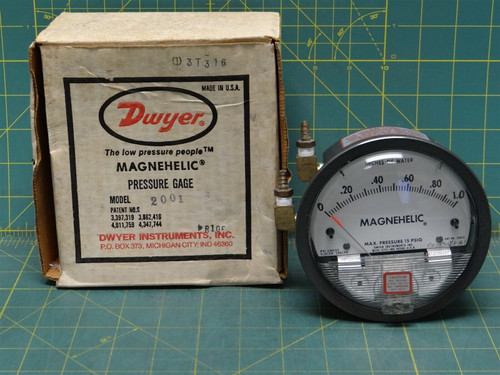 3T316
MADE IN U.S.A.
Dwyer®
The low pressure people™
MAGNEHELIC®
PRESSURE GAGE
MODEL 2001
PATENT NO.S
3,397,319 3,862,416
4,011,759 4,347,744
DWYER INSTRUMENTS, INC.
P.O. BOX 373, MICHIGAN CITY, IND 46360
INCHES OF WATER
0 .20 .40 .60 .80 1.0
MAGNEHELIC®
MAX. PRESSURE 15 PSIG